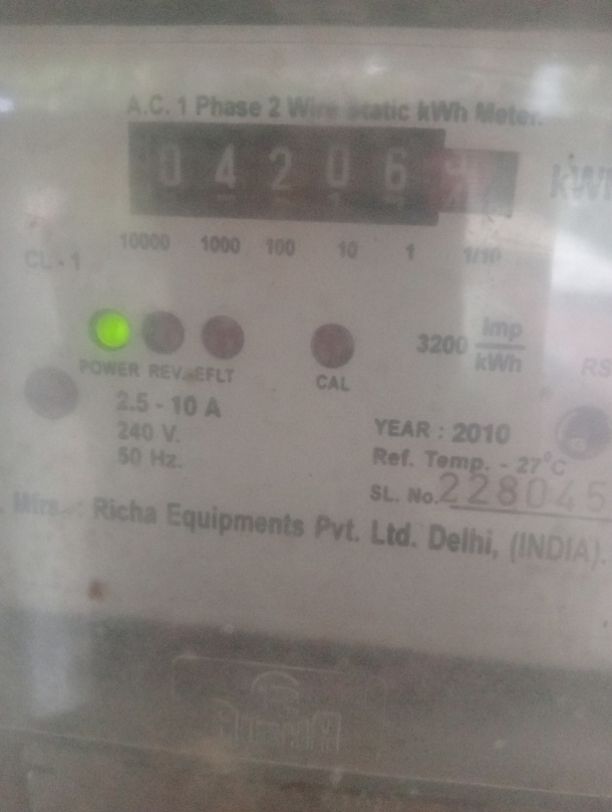 A.C. 1 Phase 2 Wire Static kWh Meter.
0 4 2 0 6
kWh
10000 1000 100 10 1 1/10
CL - 1
3200 imp/kWh
POWER REV. EFLT
CAL
RS
2.5 - 10 A
240 V.
50 Hz.
YEAR : 2010
Ref. Temp. - 27°C
SL. No. 228045
Mfrs. : Richa Equipments Pvt. Ltd. Delhi, (INDIA).